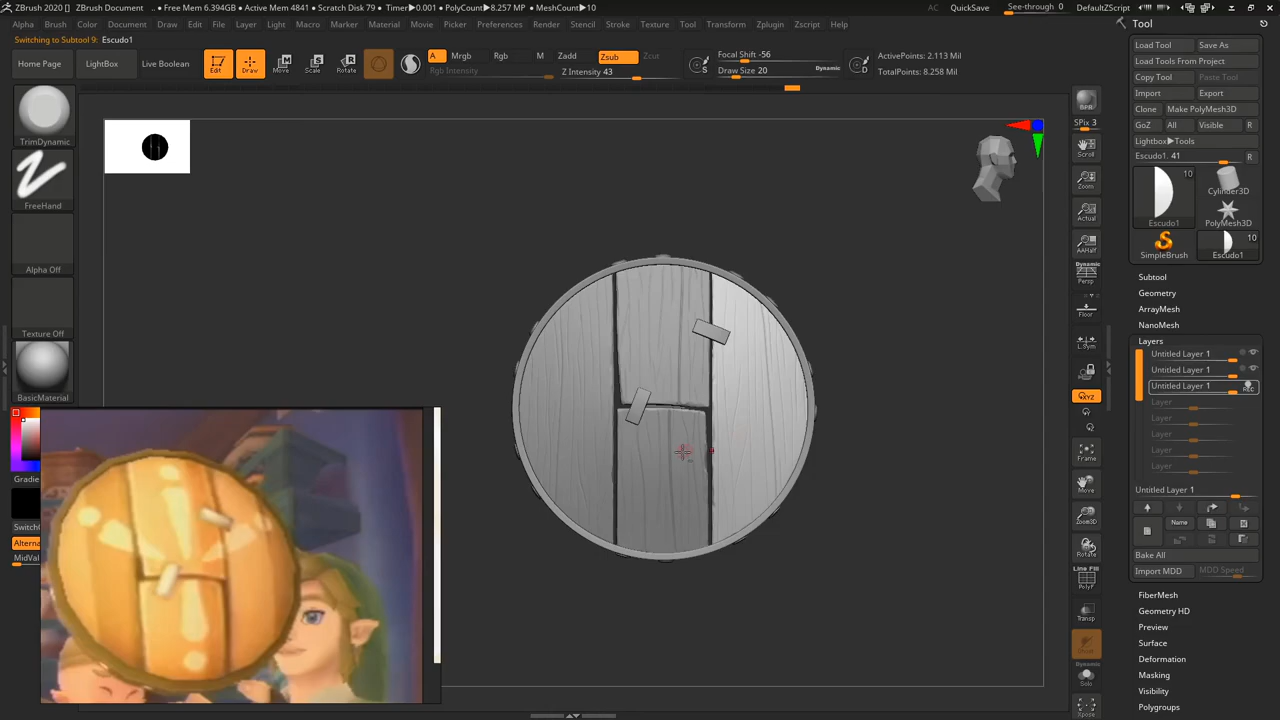 ZBrush 2020 [] ZBrush Document • Free Mem 6.394GB • Active Mem 4841 • Scratch Disk 79 • Timer▶0.001 • PolyCount▶8.257 MP • MeshCount▶10
AC QuickSave See-through 0 Menus DefaultZScript
Alpha Brush Color Document Draw Edit File Layer Light Macro Marker Material Movie Picker Preferences Render Stencil Stroke Texture Tool Transform Zplugin Zscript Help
Tool
Switching to Subtool 9: Escudo1
Load Tool Save As
Load Tools From Project
Copy Tool Paste Tool
Import Export
Clone Make PolyMesh3D
GoZ All Visible R
Lightbox▶Tools
Escudo1. 41 R
Home Page LightBox Live Boolean Edit Draw Move Scale Rotate
A Mrgb Rgb M Zadd Zsub Zcut
Rgb Intensity Z Intensity 43
Focal Shift -56
Draw Size 20 Dynamic
ActivePoints: 2.113 Mil
TotalPoints: 8.258 Mil
S D
TrimDynamic
FreeHand
Alpha Off
Texture Off
BasicMaterial
Gradie
SwitchC
Alterna
MidVal
BPR
SPix 3
Scroll
Zoom
Actual
AAHalf
Dynamic
Persp
Floor
L.Sym
XYZ
Frame
Move
Zoom3D
Rotate
Line Fill
PolyF
Transp
Dynamic
Solo
Xpose
10
Escudo1
Cylinder3D
PolyMesh3D
SimpleBrush
10
Escudo1
Subtool
Geometry
ArrayMesh
NanoMesh
Layers
Untitled Layer 1
Untitled Layer 1
Untitled Layer 1 REC
Layer
Layer
Layer
Layer
Layer
Untitled Layer 1
Name
Bake All
Import MDD MDD Speed
FiberMesh
Geometry HD
Preview
Surface
Deformation
Masking
Visibility
Polygroups